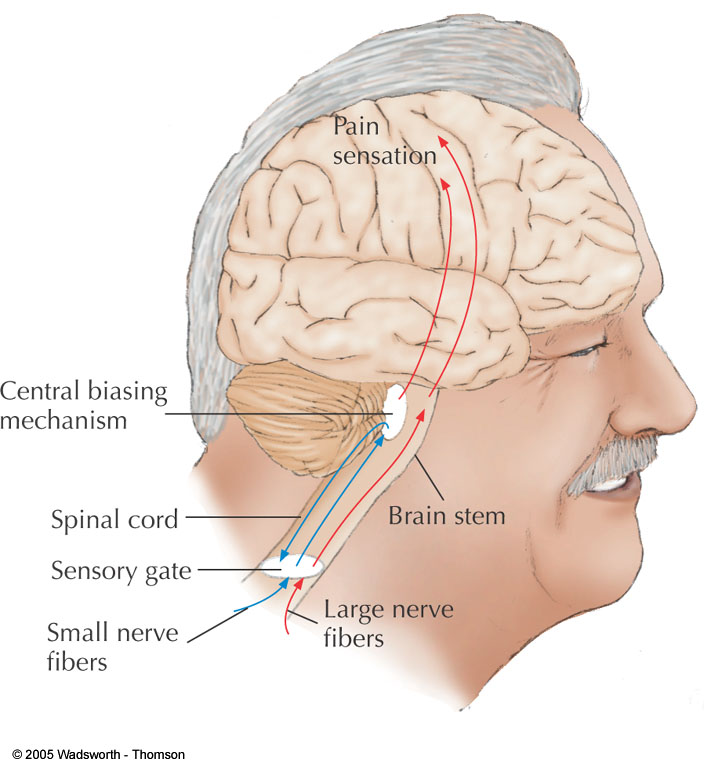 Pain
sensation
Central biasing
mechanism
Spinal cord
Brain stem
Sensory gate
Large nerve
fibers
Small nerve
fibers
© 2005 Wadsworth - Thomson